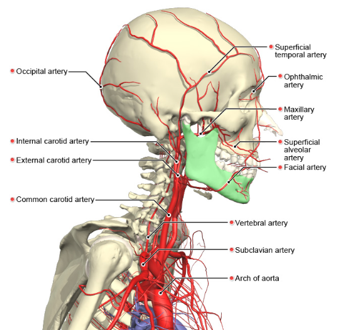 Superficial
temporal artery
Occipital artery
Ophthalmic
artery
Maxillary
artery
Internal carotid artery
Superficial
alveolar
artery
External carotid artery
Facial artery
Common carotid artery
Vertebral artery
Subclavian artery
Arch of aorta